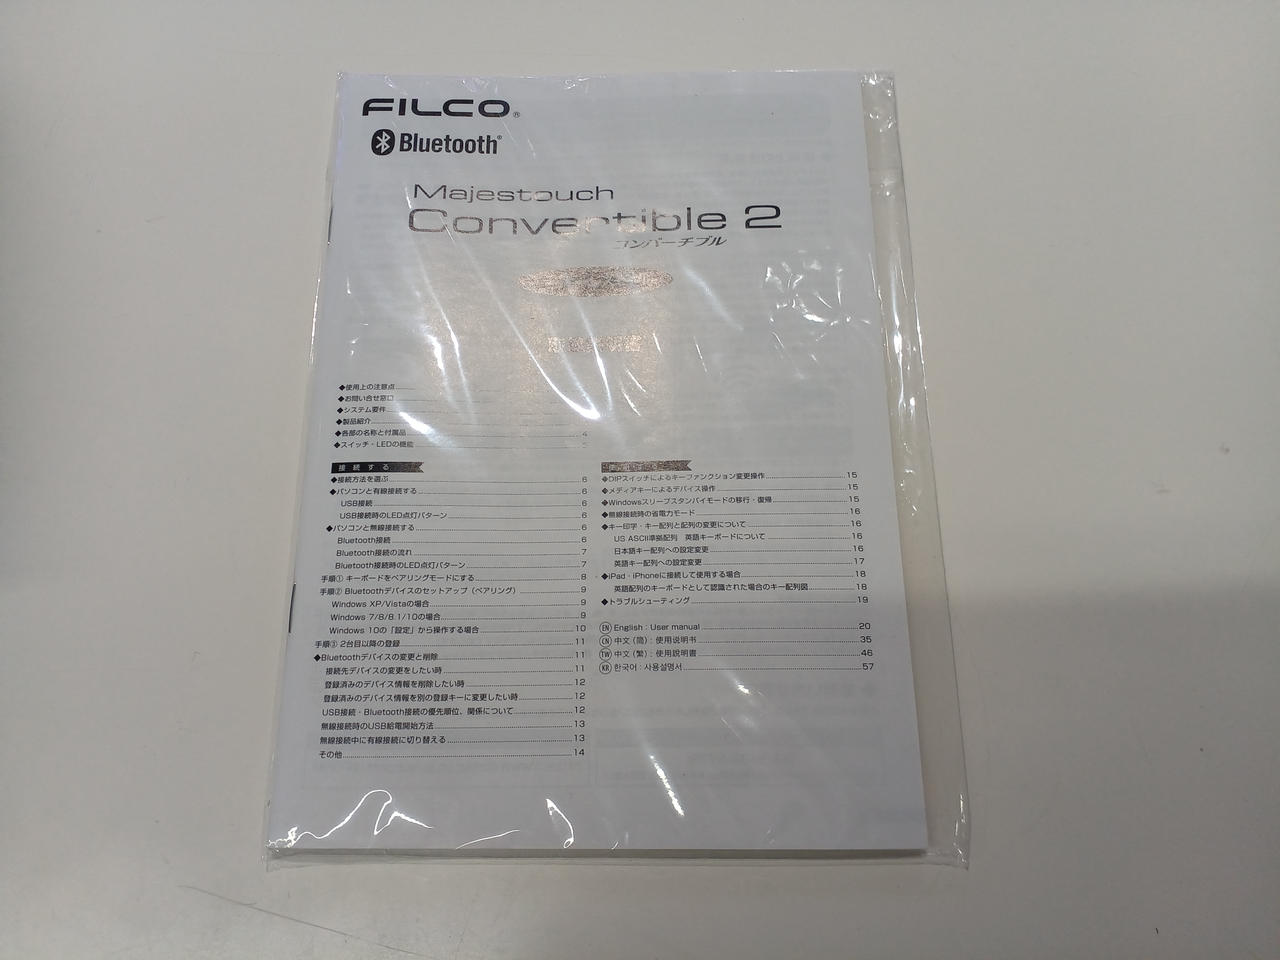 FILCO®
Bluetooth®
Majestouch
Convertible 2
コンバーチブル
取扱説明書
◆使用上の注意点
◆お問い合せ窓口
◆システム要件
◆製品紹介
◆各部の名称と付属品 4
◆スイッチ・LEDの機能
接続する
◆接続方法を選ぶ 6
◆パソコンと有線接続する 6
USB接続 6
USB接続時のLED点灯パターン 6
◆パソコンと無線接続する 6
Bluetooth接続 6
Bluetooth接続の流れ 7
Bluetooth接続時のLED点灯パターン 7
手順① キーボードをペアリングモードにする 8
手順② Bluetoothデバイスのセットアップ（ペアリング） 9
Windows XP/Vistaの場合 9
Windows 7/8/8.1/10の場合 9
Windows 10の「設定」から操作する場合 10
手順③ 2台目以降の登録 11
◆Bluetoothデバイスの変更と削除 11
接続先デバイスの変更をしたい時 11
登録済みのデバイス情報を削除したい時 12
登録済みのデバイス情報を別の登録キーに変更したい時 12
USB接続・Bluetooth接続の優先順位、関係について 12
無線接続時のUSB給電開始方法 13
無線接続中に有線接続に切り替える 13
その他 14
◆DIPスイッチによるキーファンクション変更操作 15
◆メディアキーによるデバイス操作 15
◆Windowsスリープスタンバイモードの移行・復帰 15
◆無線接続時の省電力モード 16
◆キー印字・キー配列と配列の変更について 16
US ASCII準拠配列 英語キーボードについて 16
日本語キー配列への設定変更 16
英語キー配列への設定変更 17
◆iPad・iPhoneに接続して使用する場合 18
英語配列のキーボードとして認識された場合のキー配列図 18
◆トラブルシューティング 19
EN English : User manual 20
CN 中文 (简) : 使用说明书 35
TW 中文 (繁) : 使用説明書 46
KR 한국어 : 사용설명서 57